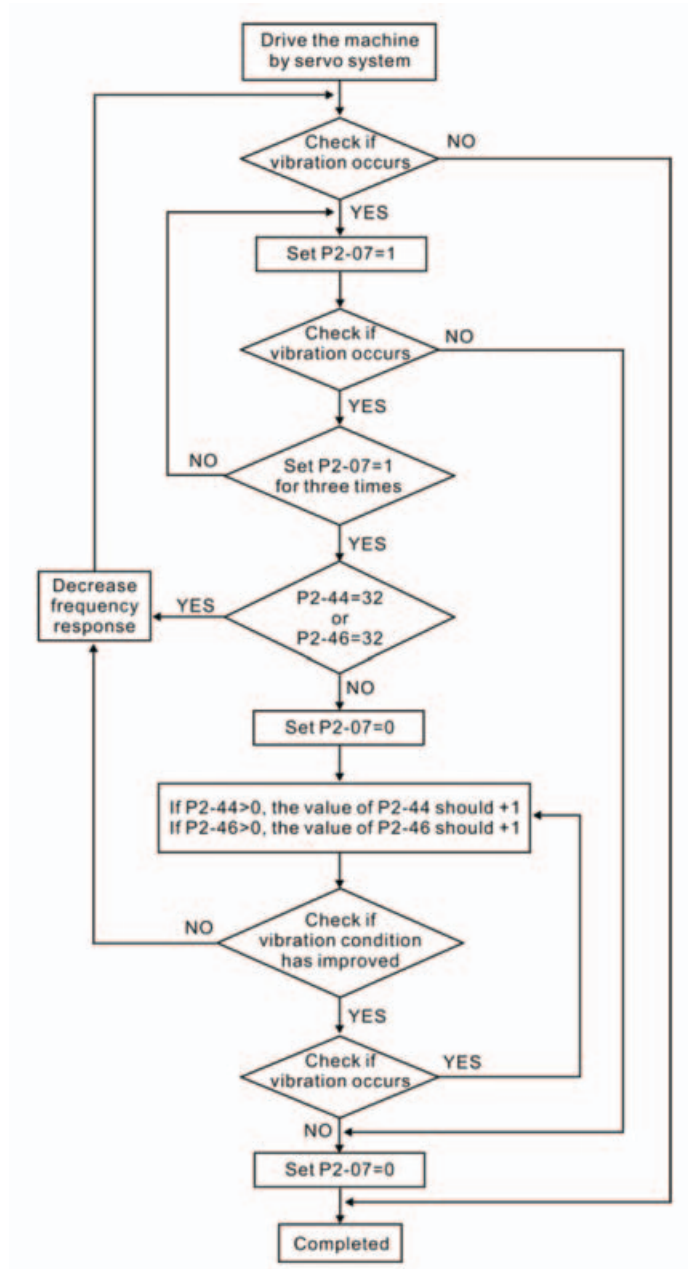 Drive the machine
by servo system
Check if
vibration occurs
NO
YES
Set P2-07=1
Check if
vibration occurs
NO
YES
Set P2-07=1
for three times
NO
YES
P2-44=32
or
P2-46=32
YES
Decrease
frequency
response
NO
Set P2-07=0
If P2-44>0, the value of P2-44 should +1
If P2-46>0, the value of P2-46 should +1
Check if
vibration condition
has improved
NO
YES
Check if
vibration occurs
YES
NO
Set P2-07=0
Completed